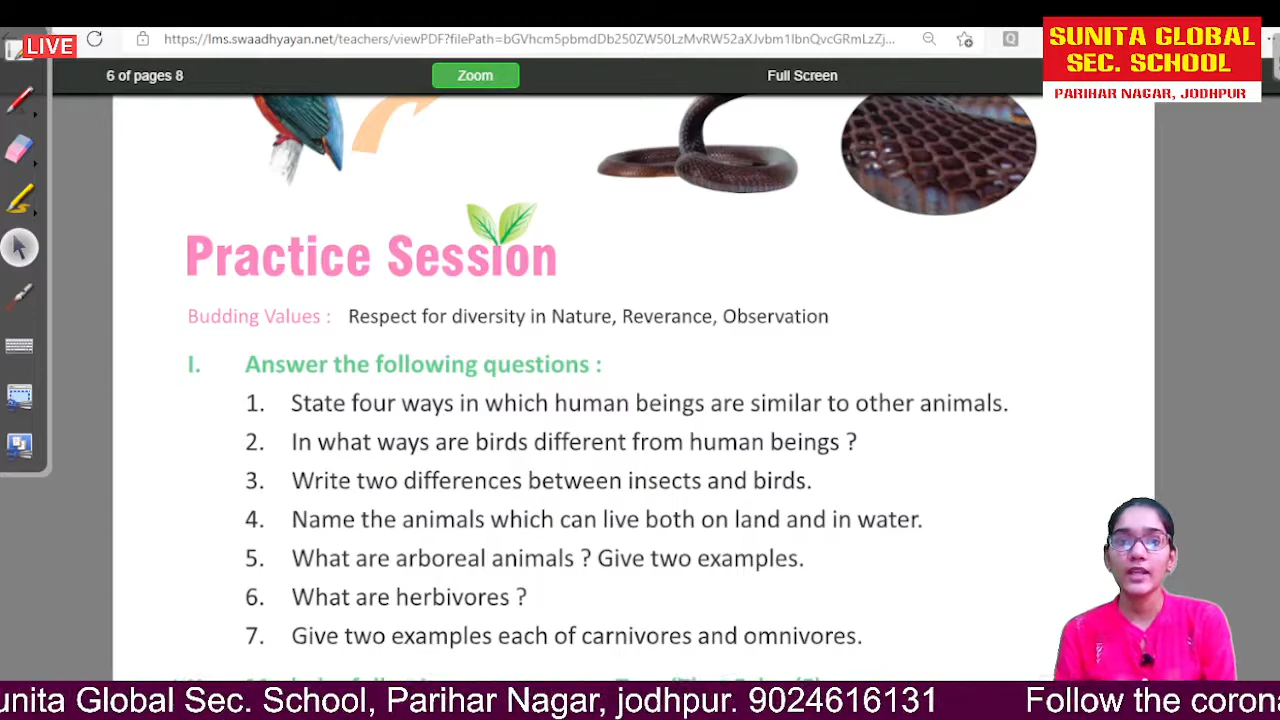 LIVE
https://lms.swaadhyayan.net/teachers/viewPDF?filePath=bGVhcm5pbmdDb250ZW50LzMvRW52aXJvbm1lbnQvcGRmLzZj...
SUNITA GLOBAL
SEC. SCHOOL
PARIHAR NAGAR, JODHPUR
6 of pages 8
Zoom
Full Screen
Practice Session
Budding Values : Respect for diversity in Nature, Reverance, Observation
I. Answer the following questions :
1. State four ways in which human beings are similar to other animals.
2. In what ways are birds different from human beings ?
3. Write two differences between insects and birds.
4. Name the animals which can live both on land and in water.
5. What are arboreal animals ? Give two examples.
6. What are herbivores ?
7. Give two examples each of carnivores and omnivores.
unita Global Sec. School, Parihar Nagar, jodhpur. 9024616131 Follow the corona